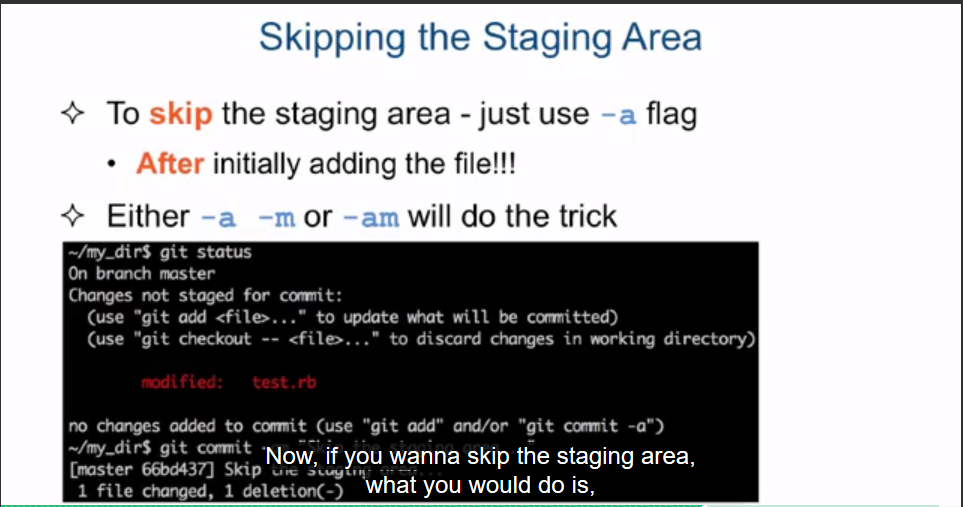 Skipping the Staging Area
To skip the staging area - just use -a flag
After initially adding the file!!!
Either -a -m or -am will do the trick
~/my_dir$ git status
On branch master
Changes not staged for commit:
(use "git add <file>..." to update what will be committed)
(use "git checkout -- <file>..." to discard changes in working directory)
modified: test.rb
no changes added to commit (use "git add" and/or "git commit -a")
~/my_dir$ git commit
[master 66bd437] Skip the staging area...
1 file changed, 1 deletion(-)
Now, if you wanna skip the staging area,
what you would do is,